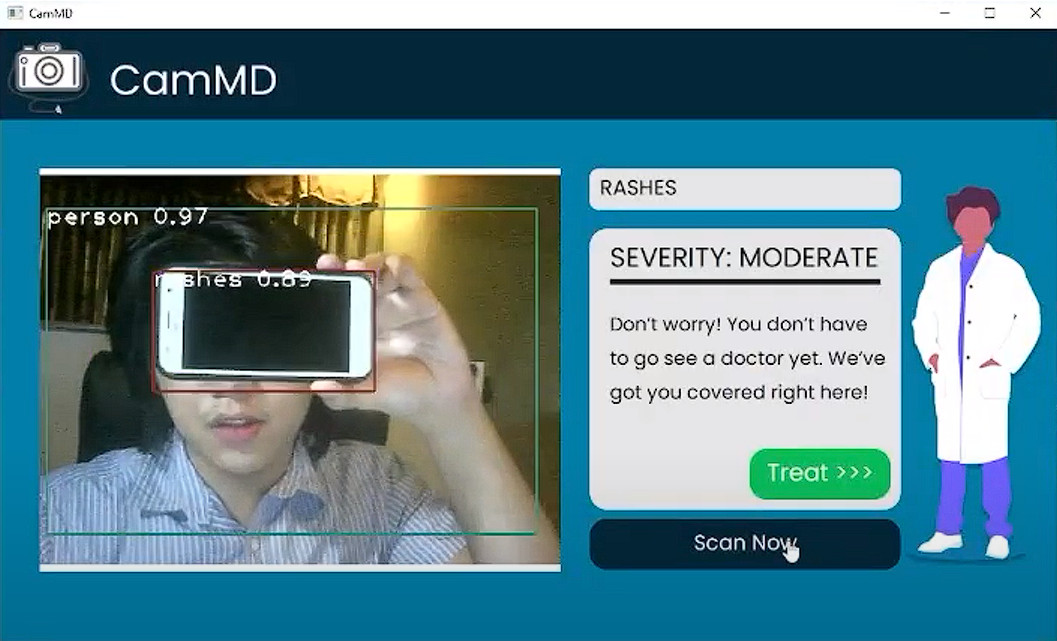 CamMD
CamMD
person 0.97
rashes 0.89
RASHES
SEVERITY: MODERATE
Don't worry! You don't have
to go see a doctor yet. We've
got you covered right here!
Treat >>>
Scan Now